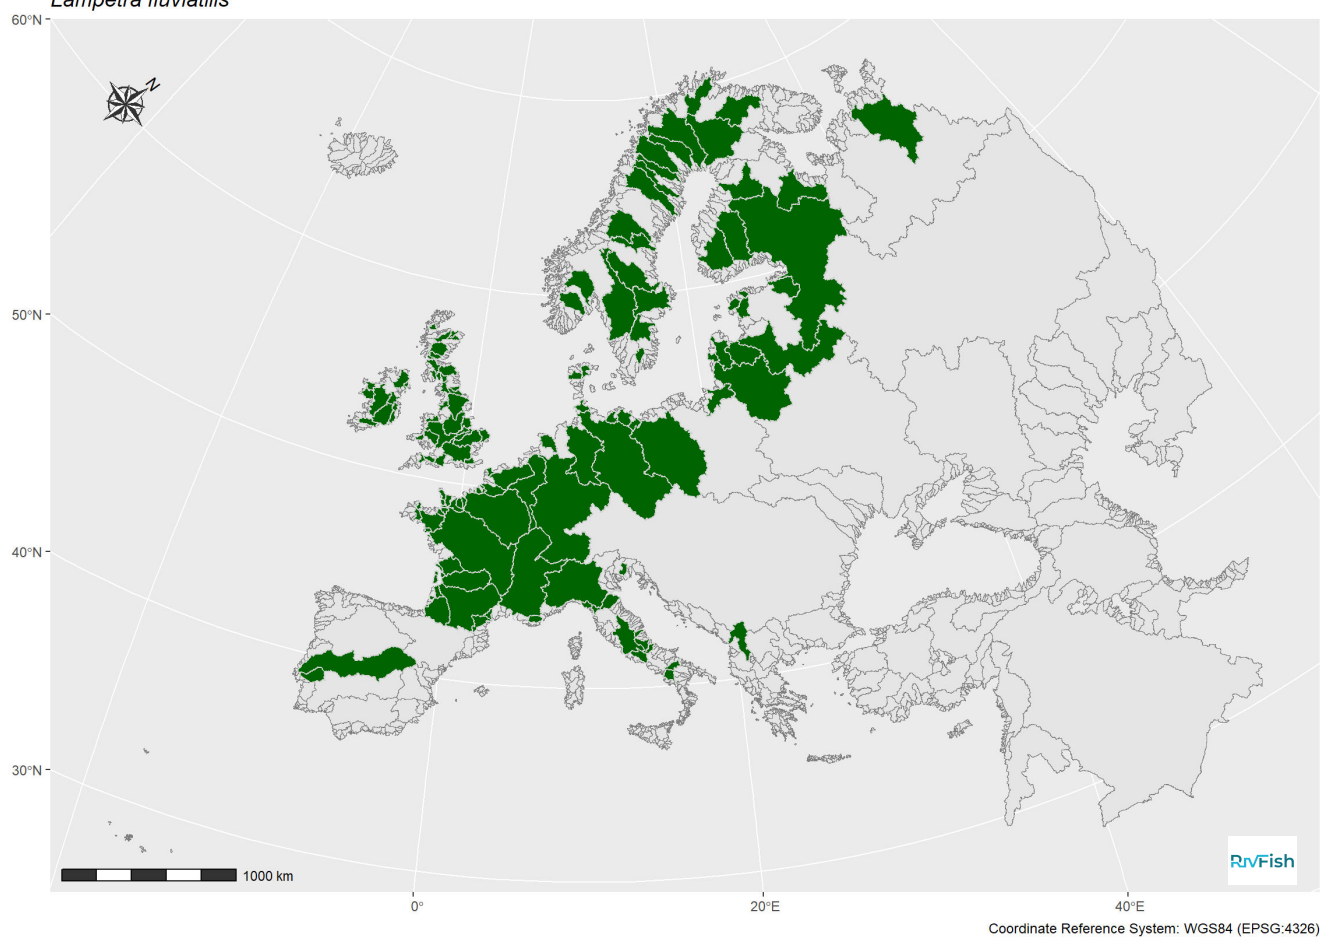 Lampetra fluviatilis
60°N
N
50°N
40°N
30°N
RivFish
1000 km
0°
20°E
40°E
Coordinate Reference System: WGS84 (EPSG:4326)